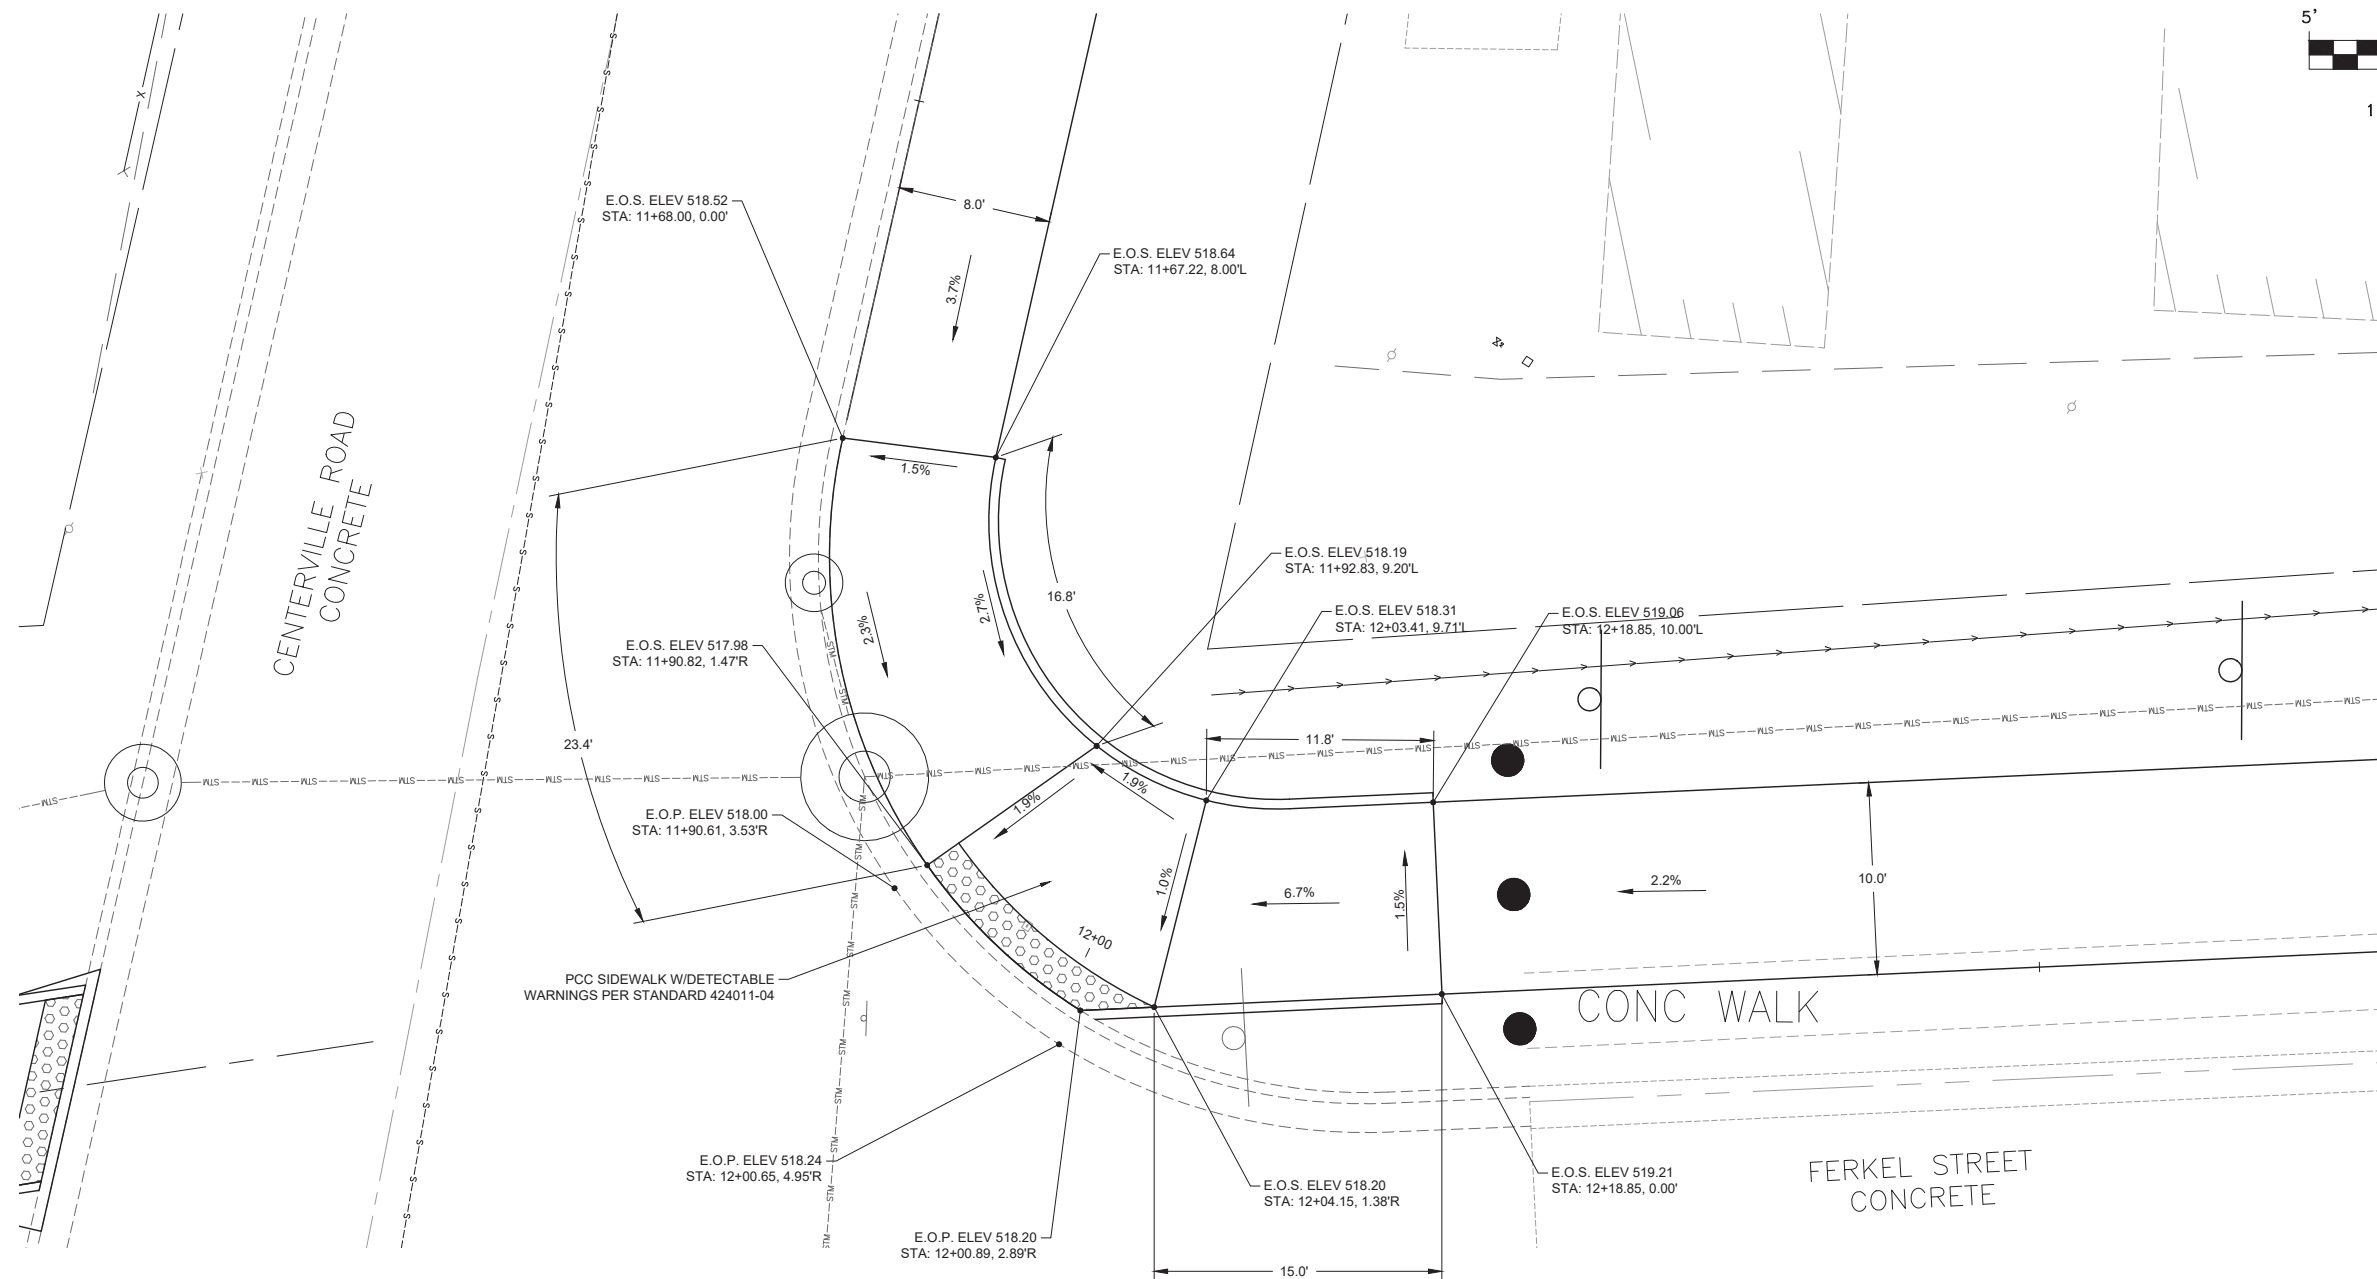 5'
1
E.O.S. ELEV 518.52
STA: 11+68.00, 0.00'
8.0'
E.O.S. ELEV 518.64
STA: 11+67.22, 8.00'L
3.7%
1.5%
CENTERVILLE ROAD
CONCRETE
E.O.S. ELEV 518.19
STA: 11+92.83, 9.20'L
16.8'
2.7%
2.3%
E.O.S. ELEV 518.31
STA: 12+03.41, 9.71'L
E.O.S. ELEV 519.06
STA: 12+18.85, 10.00'L
E.O.S. ELEV 517.98
STA: 11+90.82, 1.47'R
23.4'
11.8'
1.9%
1.9%
E.O.P. ELEV 518.00
STA: 11+90.61, 3.53'R
1.0%
6.7%
1.5%
2.2%
10.0'
12+00
PCC SIDEWALK W/DETECTABLE
WARNINGS PER STANDARD 424011-04
CONC WALK
E.O.P. ELEV 518.24
STA: 12+00.65, 4.95'R
E.O.S. ELEV 518.20
STA: 12+04.15, 1.38'R
E.O.S. ELEV 519.21
STA: 12+18.85, 0.00'
FERKEL STREET
CONCRETE
E.O.P. ELEV 518.20
STA: 12+00.89, 2.89'R
15.0'